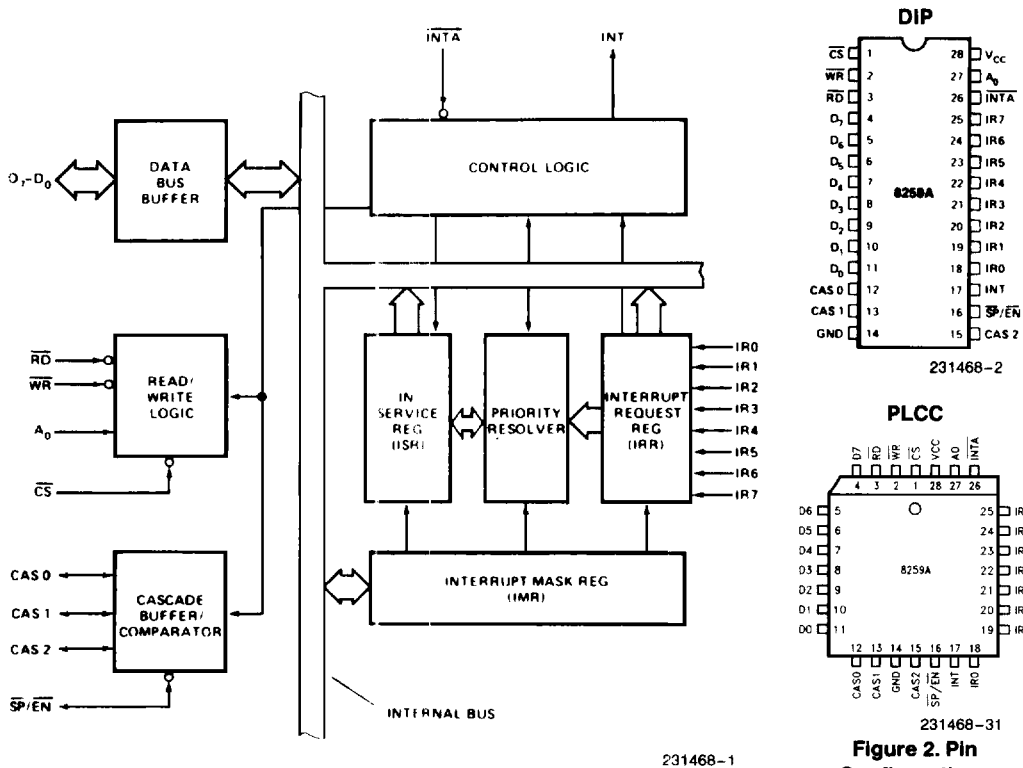 INTA
INT
DATA
BUS
BUFFER
D7-D0
CONTROL LOGIC
RD
WR
A0
CS
READ/
WRITE
LOGIC
IN
SERVICE
REG
(ISR)
PRIORITY
RESOLVER
INTERRUPT
REQUEST
REG
(IRR)
IR0
IR1
IR2
IR3
IR4
IR5
IR6
IR7
INTERRUPT MASK REG
(IMR)
CAS 0
CAS 1
CAS 2
SP/EN
CASCADE
BUFFER/
COMPARATOR
INTERNAL BUS
231468-1
DIP
CS 1 28 VCC
WR 2 27 A0
RD 3 26 INTA
D7 4 25 IR7
D6 5 24 IR6
D5 6 23 IR5
D4 7 22 IR4
8259A
D3 8 21 IR3
D2 9 20 IR2
D1 10 19 IR1
D0 11 18 IR0
CAS 0 12 17 INT
CAS 1 13 16 SP/EN
GND 14 15 CAS 2
231468-2
PLCC
D7 RD WR CS VCC A0 INTA
4 3 2 1 28 27 26
D6 5 25 IR
D5 6 24 IR
D4 7 23 IR
D3 8 8259A 22 IR
D2 9 21 IR
D1 10 20 IR
D0 11 19 IR
12 13 14 15 16 17 18
CAS0 CAS1 GND CAS2 SP/EN INT IR0
231468-31
Figure 2. Pin